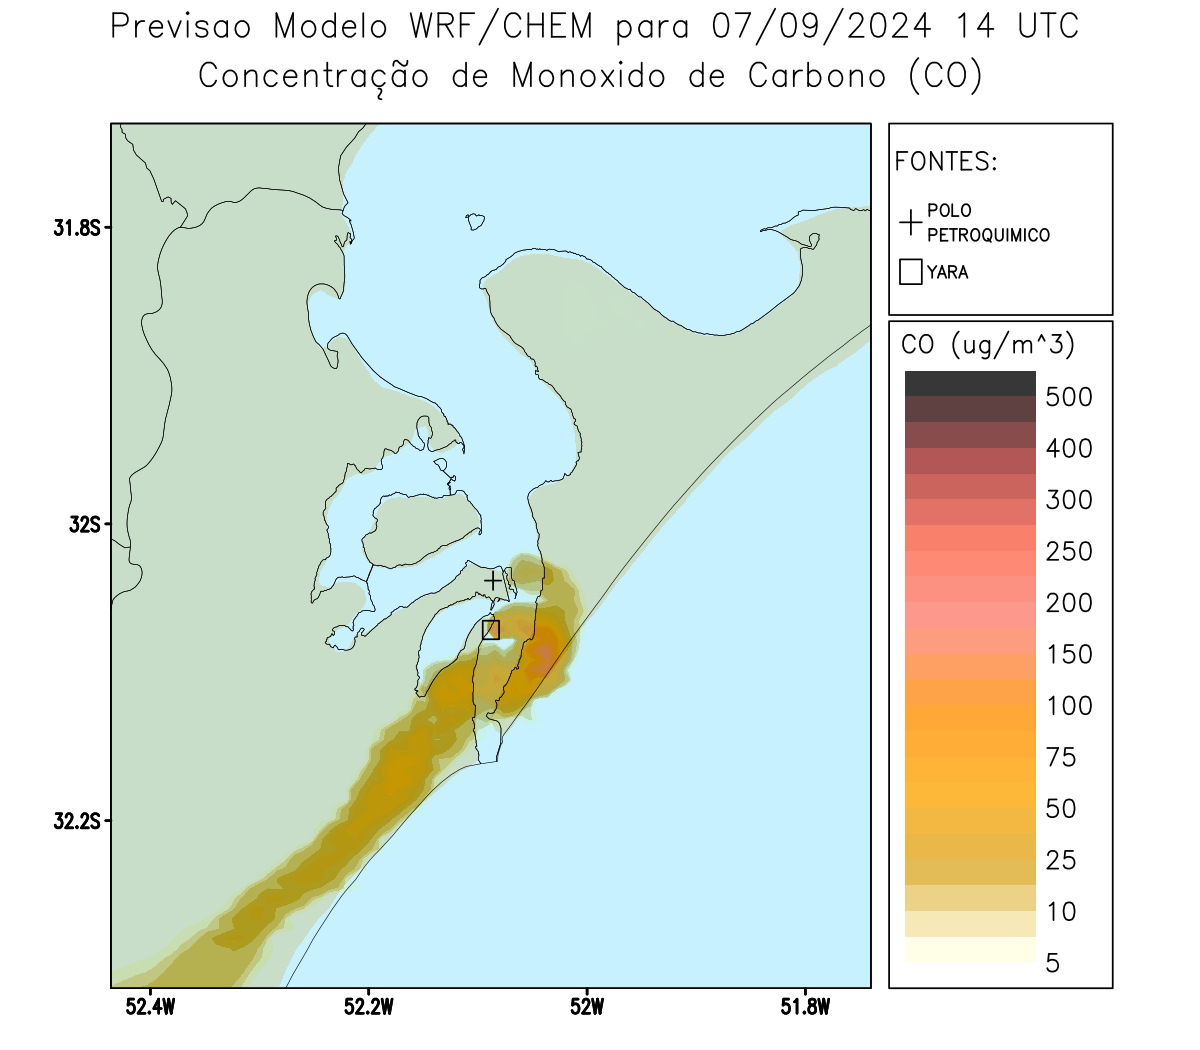 Previsao Modelo WRF/CHEM para 07/09/2024 14 UTC
Concentração de Monoxido de Carbono (CO)
FONTES:
POLO
PETROQUIMICO
YARA
CO (ug/m^3)
500
400
300
250
200
150
100
75
50
25
10
5
31.8S
32S
32.2S
52.4W
52.2W
52W
51.8W